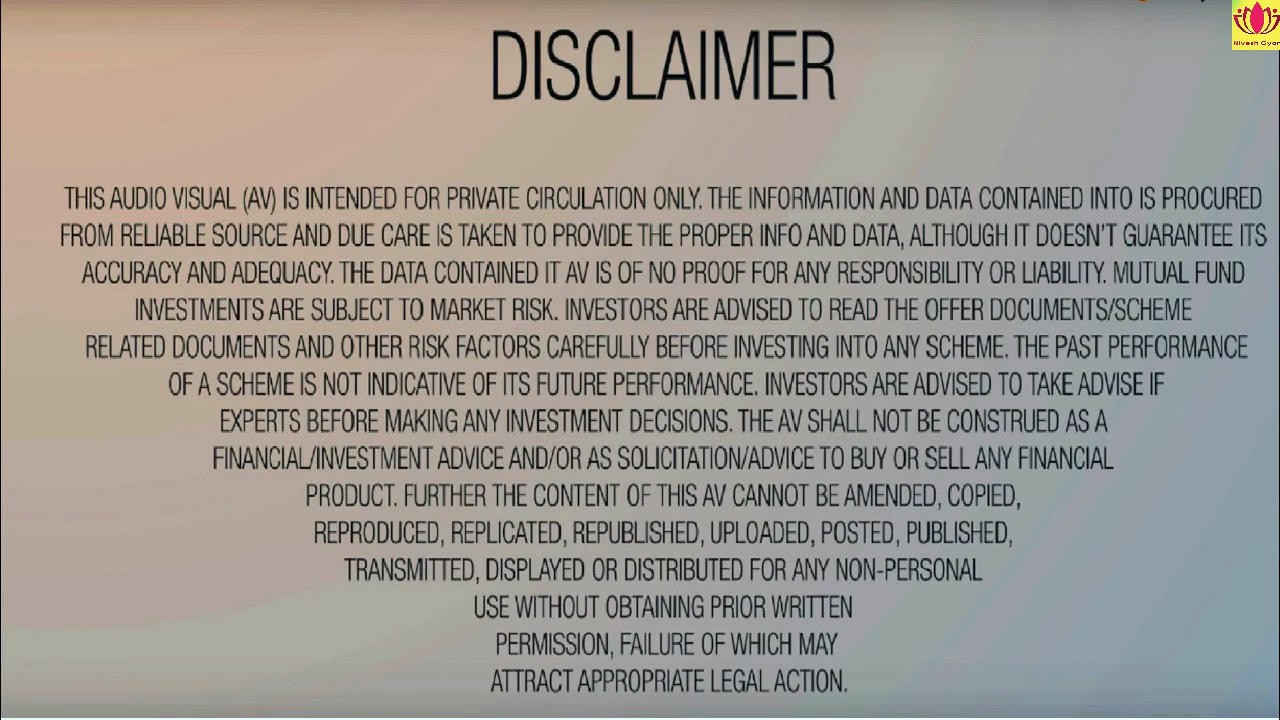 DISCLAIMER
Nivesh Gyan
THIS AUDIO VISUAL (AV) IS INTENDED FOR PRIVATE CIRCULATION ONLY. THE INFORMATION AND DATA CONTAINED INTO IS PROCURED
FROM RELIABLE SOURCE AND DUE CARE IS TAKEN TO PROVIDE THE PROPER INFO AND DATA, ALTHOUGH IT DOESN'T GUARANTEE ITS
ACCURACY AND ADEQUACY. THE DATA CONTAINED IT AV IS OF NO PROOF FOR ANY RESPONSIBILITY OR LIABILITY. MUTUAL FUND
INVESTMENTS ARE SUBJECT TO MARKET RISK. INVESTORS ARE ADVISED TO READ THE OFFER DOCUMENTS/SCHEME
RELATED DOCUMENTS AND OTHER RISK FACTORS CAREFULLY BEFORE INVESTING INTO ANY SCHEME. THE PAST PERFORMANCE
OF A SCHEME IS NOT INDICATIVE OF ITS FUTURE PERFORMANCE. INVESTORS ARE ADVISED TO TAKE ADVISE IF
EXPERTS BEFORE MAKING ANY INVESTMENT DECISIONS. THE AV SHALL NOT BE CONSTRUED AS A
FINANCIAL/INVESTMENT ADVICE AND/OR AS SOLICITATION/ADVICE TO BUY OR SELL ANY FINANCIAL
PRODUCT. FURTHER THE CONTENT OF THIS AV CANNOT BE AMENDED, COPIED,
REPRODUCED, REPLICATED, REPUBLISHED, UPLOADED, POSTED, PUBLISHED,
TRANSMITTED, DISPLAYED OR DISTRIBUTED FOR ANY NON-PERSONAL
USE WITHOUT OBTAINING PRIOR WRITTEN
PERMISSION, FAILURE OF WHICH MAY
ATTRACT APPROPRIATE LEGAL ACTION.